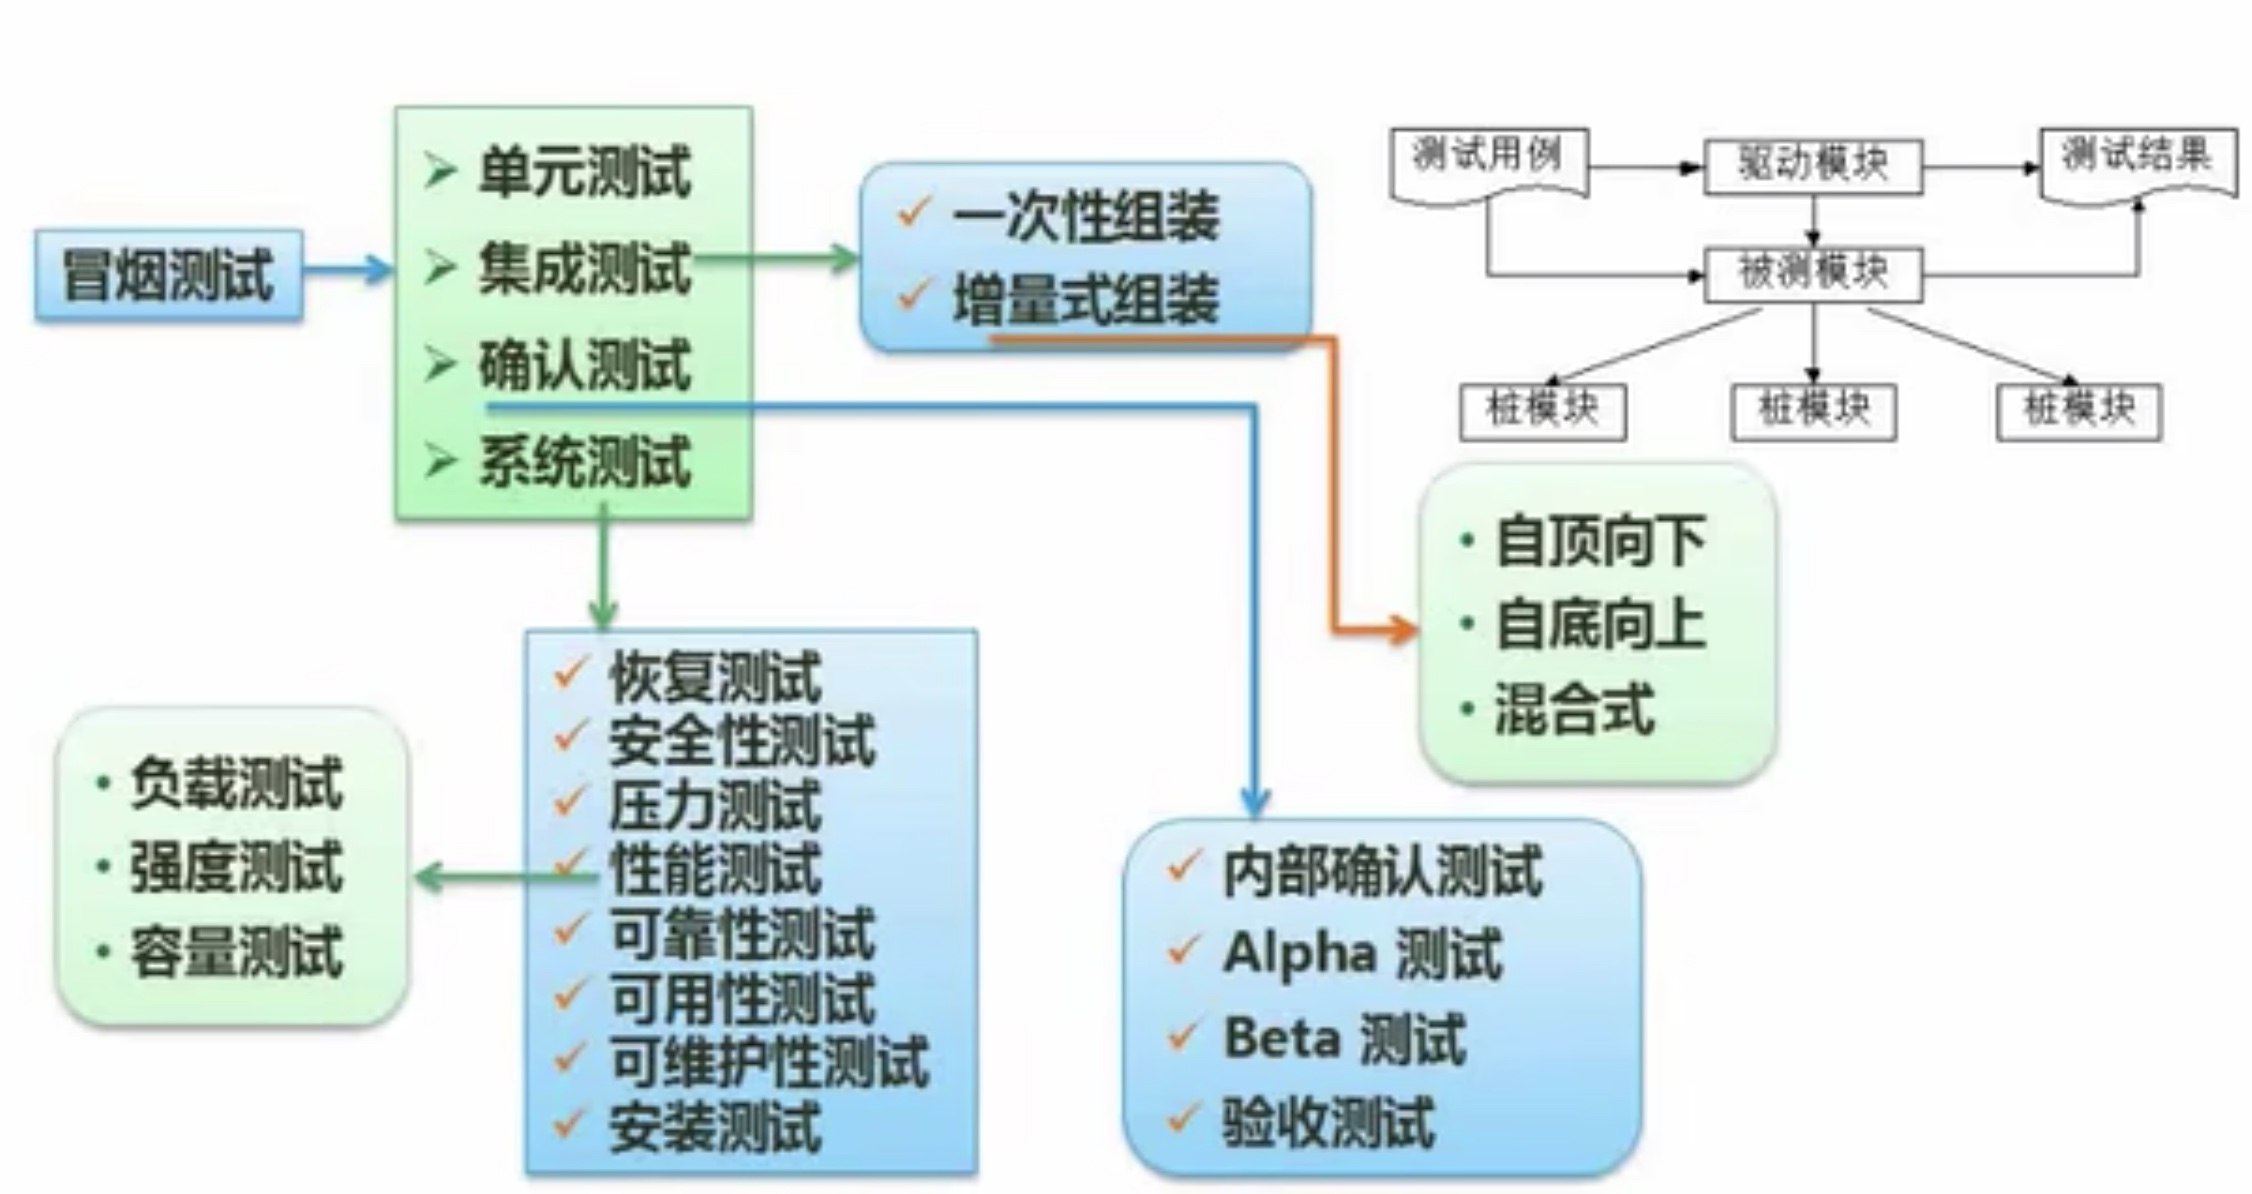 冒烟测试
单元测试
集成测试
确认测试
系统测试
一次性组装
增量式组装
测试用例
驱动模块
测试结果
被测模块
桩模块
桩模块
桩模块
自顶向下
自底向上
混合式
恢复测试
安全性测试
压力测试
性能测试
可靠性测试
可用性测试
可维护性测试
安装测试
负载测试
强度测试
容量测试
内部确认测试
Alpha 测试
Beta 测试
验收测试